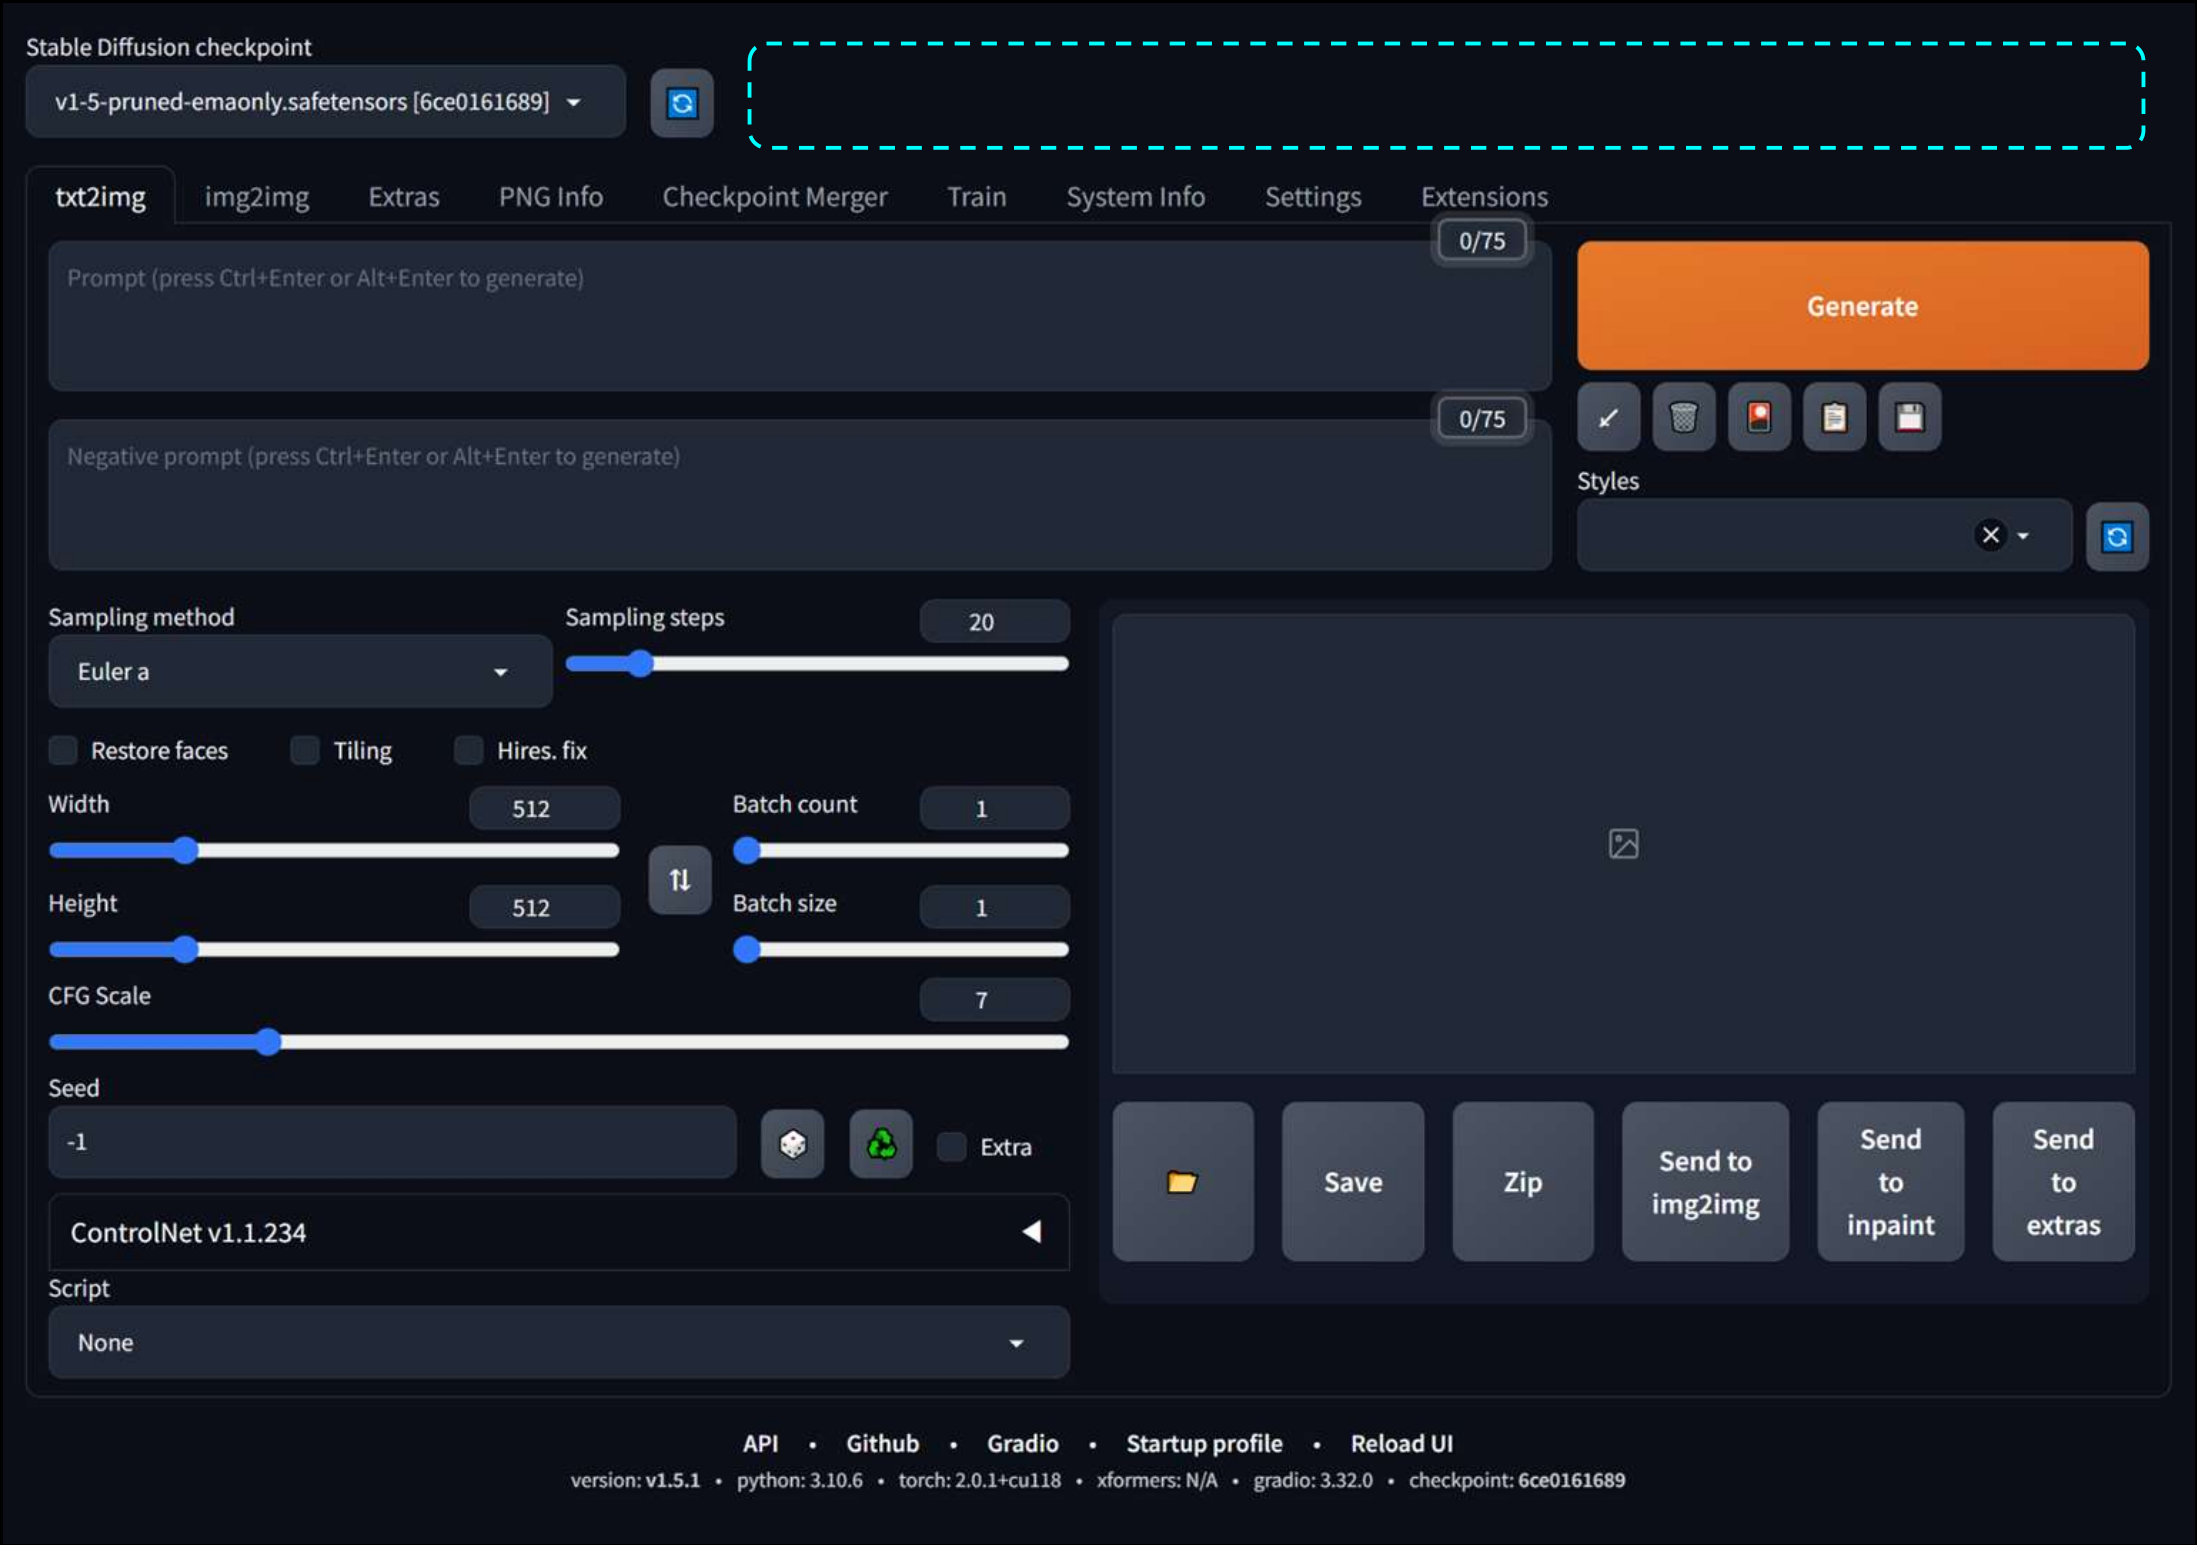 Stable Diffusion checkpoint
v1-5-pruned-emaonly.safetensors [6ce0161689]
txt2img img2img Extras PNG Info Checkpoint Merger Train System Info Settings Extensions
0/75
Prompt (press Ctrl+Enter or Alt+Enter to generate)
Generate
0/75
Negative prompt (press Ctrl+Enter or Alt+Enter to generate)
Styles
Sampling method
Euler a
Sampling steps
20
Restore faces Tiling Hires. fix
Width
512
Batch count
1
Height
512
Batch size
1
CFG Scale
7
Seed
-1
Extra
ControlNet v1.1.234
Script
None
Save
Zip
Send to
img2img
Send
to
inpaint
Send
to
extras
API • Github • Gradio • Startup profile • Reload UI
version: v1.5.1 • python: 3.10.6 • torch: 2.0.1+cu118 • xformers: N/A • gradio: 3.32.0 • checkpoint: 6ce0161689